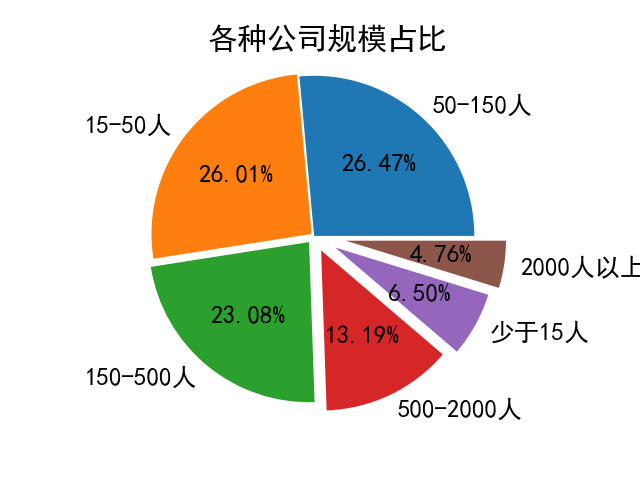 各种公司规模占比
50-150人
15-50人
26.47%
26.01%
4.76%
2000人以上
6.50%
23.08%
13.19%
少于15人
150-500人
500-2000人